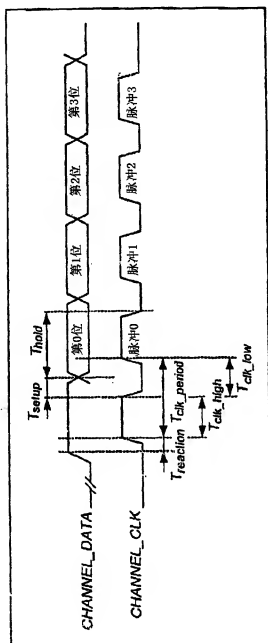 Tsetup
Thold
CHANNEL_DATA
第0位
第1位
第2位
第3位
CHANNEL_CLK
脉冲0
脉冲1
脉冲2
脉冲3
Treaction
Tclk_period
Tclk_high
Tclk_low